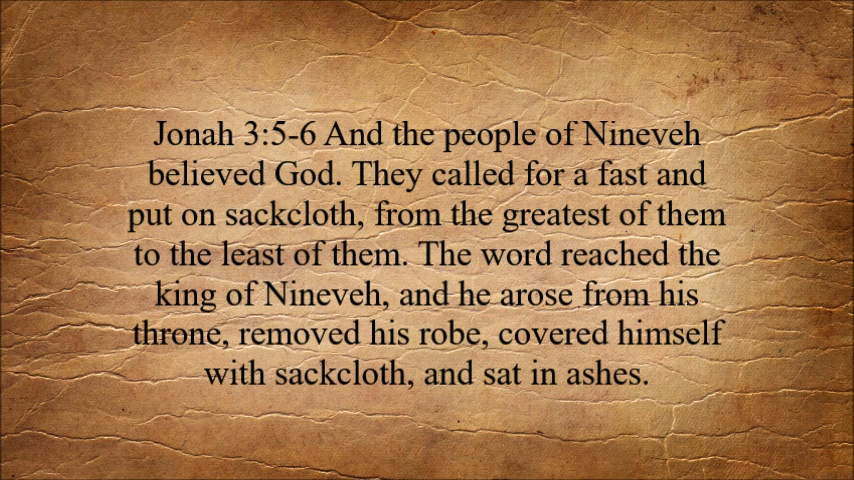 Jonah 3:5-6 And the people of Nineveh
believed God. They called for a fast and
put on sackcloth, from the greatest of them
to the least of them. The word reached the
king of Nineveh, and he arose from his
throne, removed his robe, covered himself
with sackcloth, and sat in ashes.